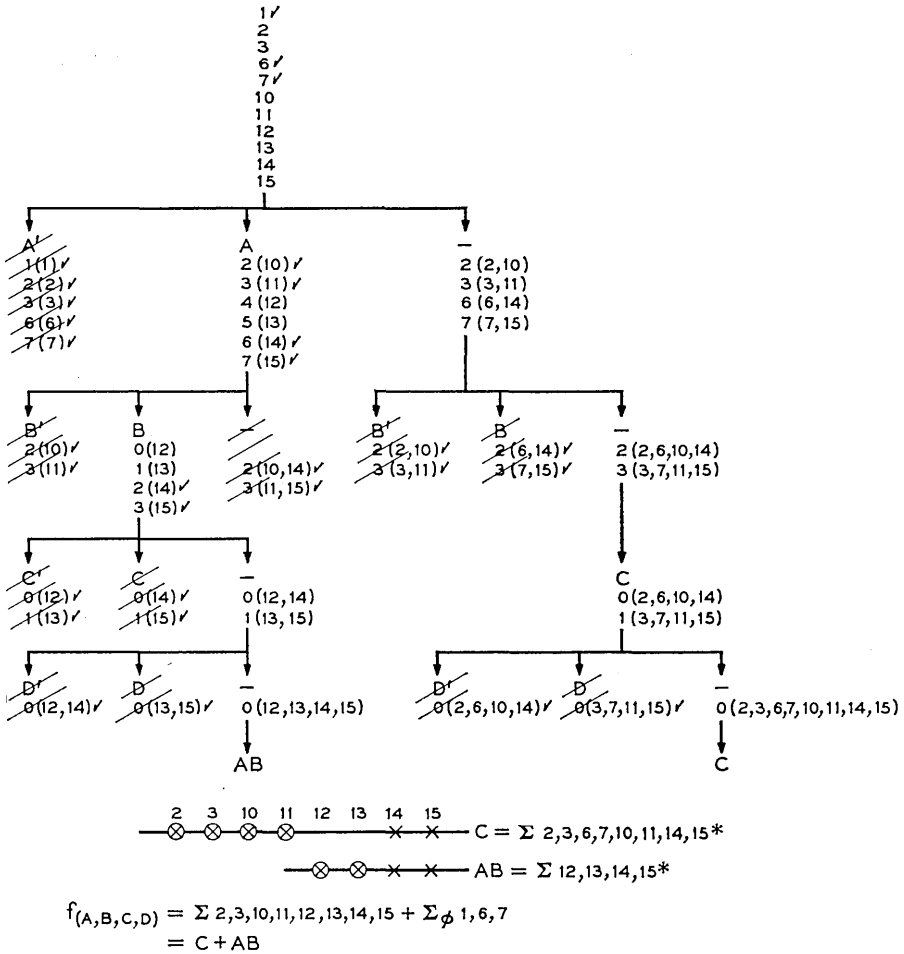 1✓
2
3
6✓
7✓
10
11
12
13
14
15
A' A —
1(1)✓ 2(10)✓ 2(2,10)
2(2)✓ 3(11)✓ 3(3,11)
3(3)✓ 4(12) 6(6,14)
6(6)✓ 5(13) 7(7,15)
7(7)✓ 6(14)✓
7(15)✓
B' B — B' B —
2(10)✓ 0(12) 2(2,10)✓ 2(6,14)✓ 2(2,6,10,14)
3(11)✓ 1(13) 2(10,14)✓ 3(3,11)✓ 3(7,15)✓ 3(3,7,11,15)
2(14)✓ 3(11,15)✓
3(15)✓
C' C — C
0(12)✓ 0(14)✓ 0(12,14) 0(2,6,10,14)
1(13)✓ 1(15)✓ 1(13,15) 1(3,7,11,15)
D' D — D' D —
0(12,14)✓ 0(13,15)✓ 0(12,13,14,15) 0(2,6,10,14)✓ 0(3,7,11,15)✓ 0(2,3,6,7,10,11,14,15)
AB C
2 3 10 11 12 13 14 15
C = Σ 2,3,6,7,10,11,14,15*
AB = Σ 12,13,14,15*
f(A,B,C,D) = Σ 2,3,10,11,12,13,14,15 + Σϕ 1,6,7
= C + AB